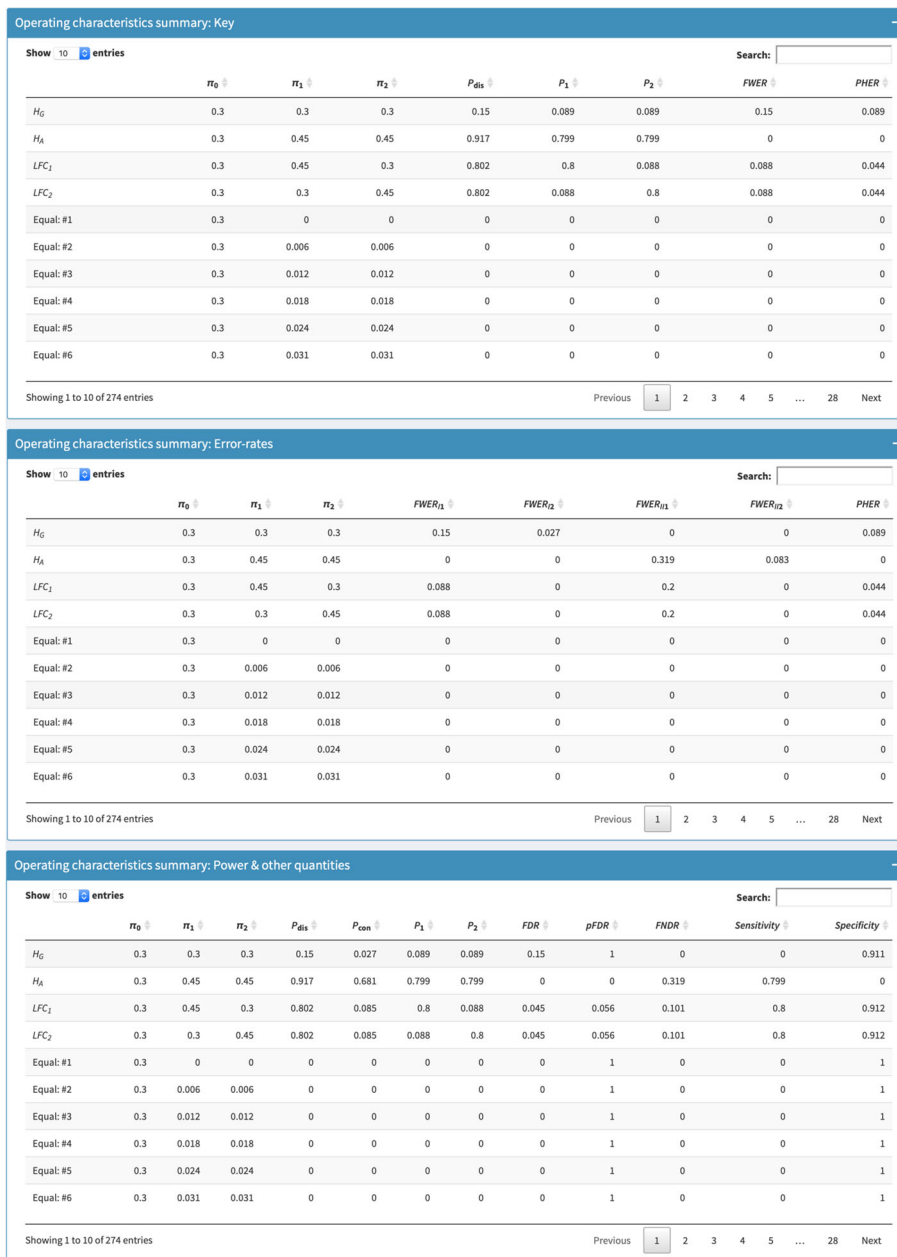 Operating characteristics summary: Key
Show 10 entries Search:
π0 π1 π2 Pdis P1 P2 FWER PHER
HG 0.3 0.3 0.3 0.15 0.089 0.089 0.15 0.089
HA 0.3 0.45 0.45 0.917 0.799 0.799 0 0
LFC1 0.3 0.45 0.3 0.802 0.8 0.088 0.088 0.044
LFC2 0.3 0.3 0.45 0.802 0.088 0.8 0.088 0.044
Equal: #1 0.3 0 0 0 0 0 0 0
Equal: #2 0.3 0.006 0.006 0 0 0 0 0
Equal: #3 0.3 0.012 0.012 0 0 0 0 0
Equal: #4 0.3 0.018 0.018 0 0 0 0 0
Equal: #5 0.3 0.024 0.024 0 0 0 0 0
Equal: #6 0.3 0.031 0.031 0 0 0 0 0
Showing 1 to 10 of 274 entries Previous 1 2 3 4 5 … 28 Next
Operating characteristics summary: Error-rates
Show 10 entries Search:
π0 π1 π2 FWERI1 FWERI2 FWERII1 FWERII2 PHER
HG 0.3 0.3 0.3 0.15 0.027 0 0 0.089
HA 0.3 0.45 0.45 0 0 0.319 0.083 0
LFC1 0.3 0.45 0.3 0.088 0 0.2 0 0.044
LFC2 0.3 0.3 0.45 0.088 0 0.2 0 0.044
Equal: #1 0.3 0 0 0 0 0 0 0
Equal: #2 0.3 0.006 0.006 0 0 0 0 0
Equal: #3 0.3 0.012 0.012 0 0 0 0 0
Equal: #4 0.3 0.018 0.018 0 0 0 0 0
Equal: #5 0.3 0.024 0.024 0 0 0 0 0
Equal: #6 0.3 0.031 0.031 0 0 0 0 0
Showing 1 to 10 of 274 entries Previous 1 2 3 4 5 … 28 Next
Operating characteristics summary: Power & other quantities
Show 10 entries Search:
π0 π1 π2 Pdis Pcon P1 P2 FDR pFDR FNDR Sensitivity Specificity
HG 0.3 0.3 0.3 0.15 0.027 0.089 0.089 0.15 1 0 0 0.911
HA 0.3 0.45 0.45 0.917 0.681 0.799 0.799 0 0 0.319 0.799 0
LFC1 0.3 0.45 0.3 0.802 0.085 0.8 0.088 0.045 0.056 0.101 0.8 0.912
LFC2 0.3 0.3 0.45 0.802 0.085 0.088 0.8 0.045 0.056 0.101 0.8 0.912
Equal: #1 0.3 0 0 0 0 0 0 0 1 0 0 1
Equal: #2 0.3 0.006 0.006 0 0 0 0 0 1 0 0 1
Equal: #3 0.3 0.012 0.012 0 0 0 0 0 1 0 0 1
Equal: #4 0.3 0.018 0.018 0 0 0 0 0 1 0 0 1
Equal: #5 0.3 0.024 0.024 0 0 0 0 0 1 0 0 1
Equal: #6 0.3 0.031 0.031 0 0 0 0 0 1 0 0 1
Showing 1 to 10 of 274 entries Previous 1 2 3 4 5 … 28 Next